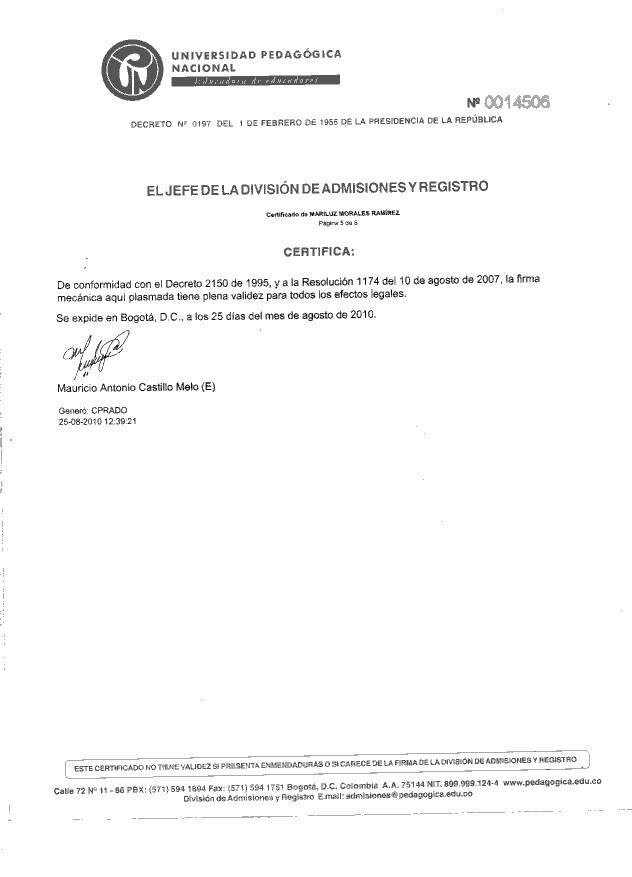 UNIVERSIDAD PEDAGÓGICA
NACIONAL
Educadora de educadores
Nº 0014506
DECRETO Nº 0197 DEL 1 DE FEBRERO DE 1955 DE LA PRESIDENCIA DE LA REPÚBLICA
EL JEFE DE LA DIVISIÓN DE ADMISIONES Y REGISTRO
Certificado de MARILUZ MORALES RAMÍREZ
Página 5 de 5
CERTIFICA:
De conformidad con el Decreto 2150 de 1995, y a la Resolución 1174 del 10 de agosto de 2007, la firma
mecánica aquí plasmada tiene plena validez para todos los efectos legales.
Se expide en Bogotá, D.C., a los 25 días del mes de agosto de 2010.
Mauricio Antonio Castillo Melo (E)
Generó: CPRADO
25-08-2010 12:39:21
ESTE CERTIFICADO NO TIENE VALIDEZ SI PRESENTA ENMENDADURAS O SI CARECE DE LA FIRMA DE LA DIVISIÓN DE ADMISIONES Y REGISTRO
Calle 72 Nº 11 - 86 PBX: (571) 594 1894 Fax: (571) 594 1751 Bogotá, D.C. Colombia A.A. 75144 NIT. 899.999.124-4 www.pedagogica.edu.co
División de Admisiones y Registro E.mail: admisiones@pedagogica.edu.co